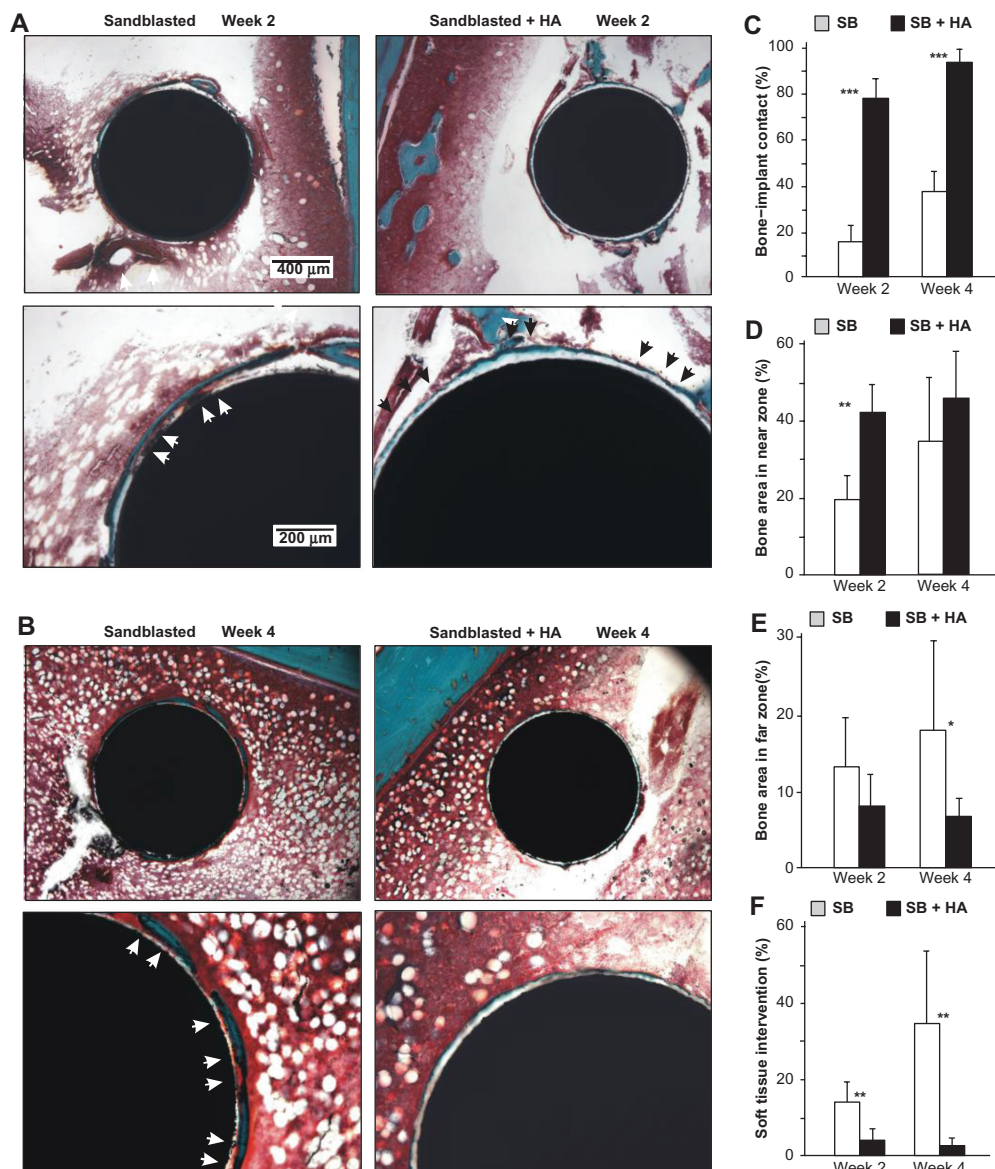 A
Sandblasted Week 2
Sandblasted + HA Week 2
400 μm
200 μm
B
Sandblasted Week 4
Sandblasted + HA Week 4
C
SB SB + HA
Bone–implant contact (%)
100
80
60
40
20
0
***
***
Week 2 Week 4
D
SB SB + HA
Bone area in near zone (%)
60
40
20
0
**
Week 2 Week 4
E
SB SB + HA
Bone area in far zone(%)
30
20
10
0
*
Week 2 Week 4
F
SB SB + HA
Soft tissue intervention (%)
60
40
20
0
**
**
Week 2 Week 4